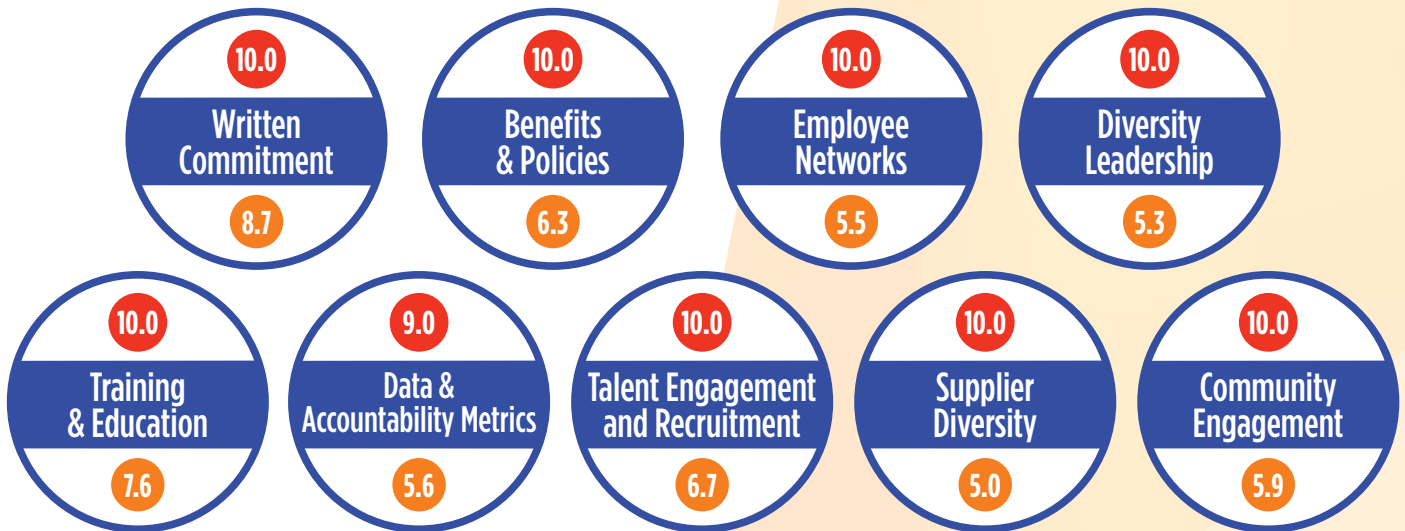 10.0
Written
Commitment
8.7
10.0
Benefits
& Policies
6.3
10.0
Employee
Networks
5.5
10.0
Diversity
Leadership
5.3
10.0
Training
& Education
7.6
9.0
Data &
Accountability Metrics
5.6
10.0
Talent Engagement
and Recruitment
6.7
10.0
Supplier
Diversity
5.0
10.0
Community
Engagement
5.9